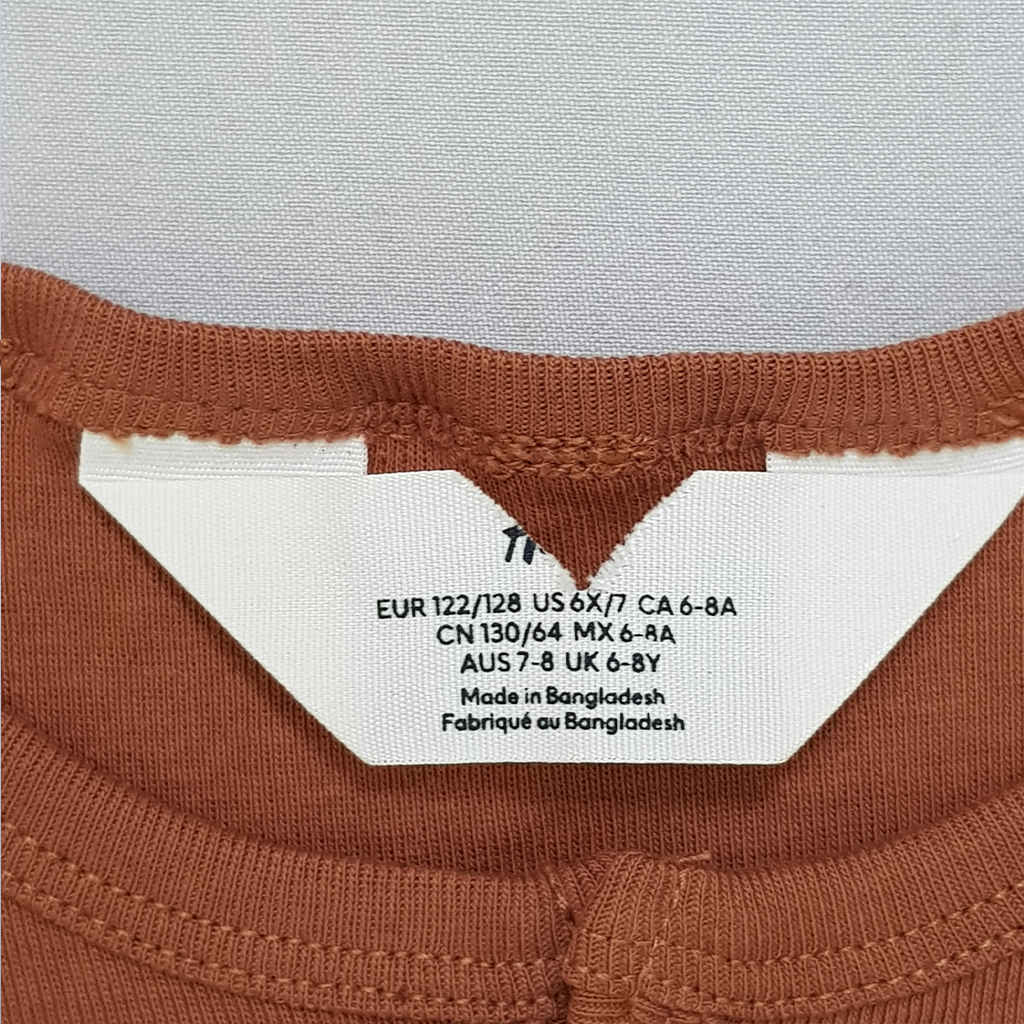 EUR 122/128 US 6X/7 CA 6-8A
CN 130/64 MX 6-8A
AUS 7-8 UK 6-8Y
Made in Bangladesh
Fabriqué au Bangladesh